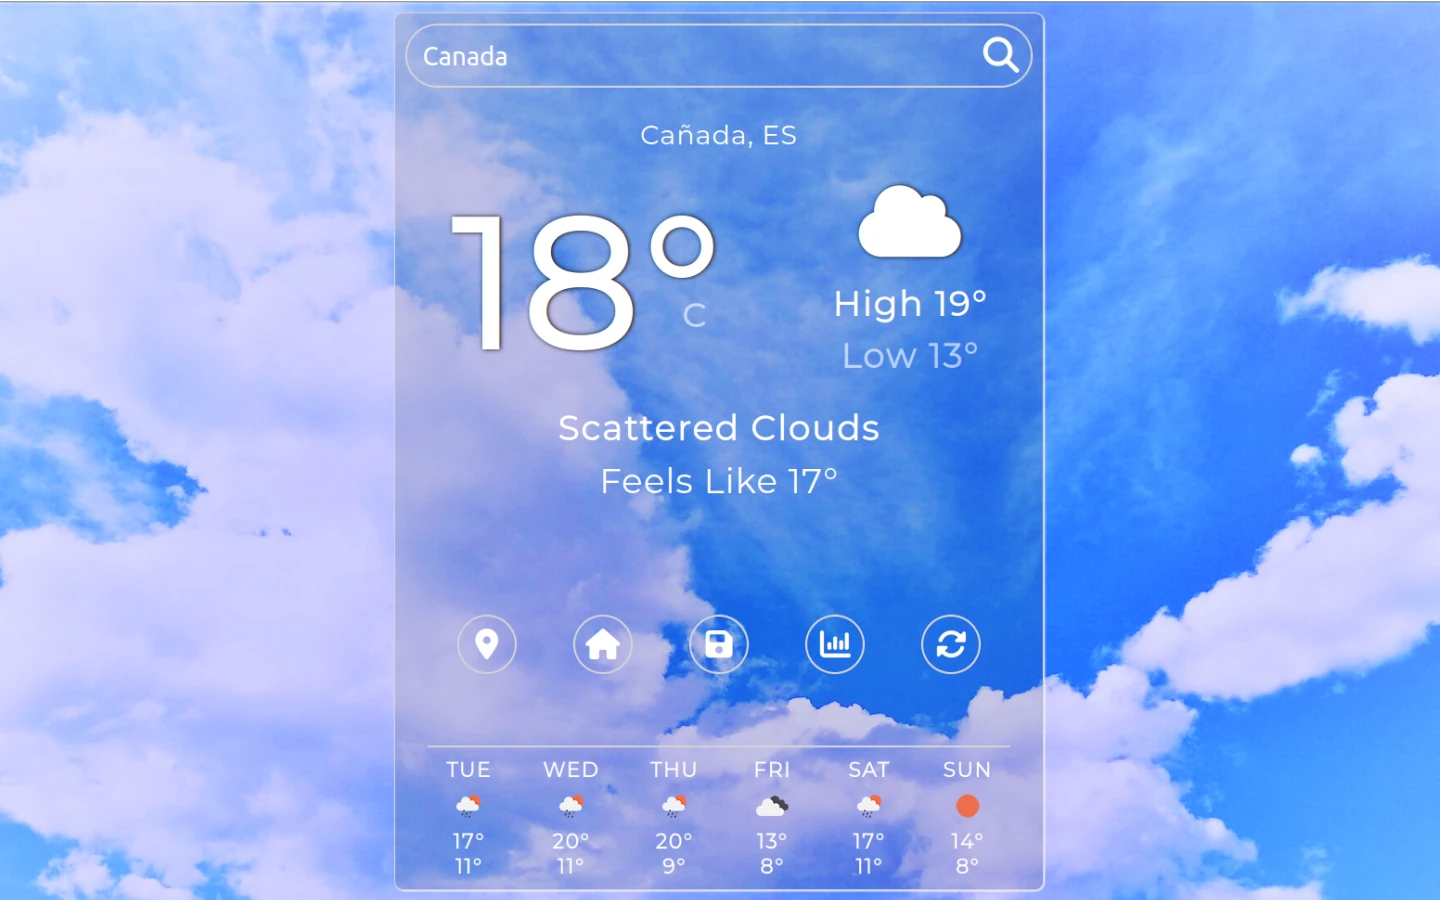 Canada
Cañada, ES
18°
C
High 19°
Low 13°
Scattered Clouds
Feels Like 17°
TUE WED THU FRI SAT SUN
17° 20° 20° 13° 17° 14°
11° 11° 9° 8° 11° 8°